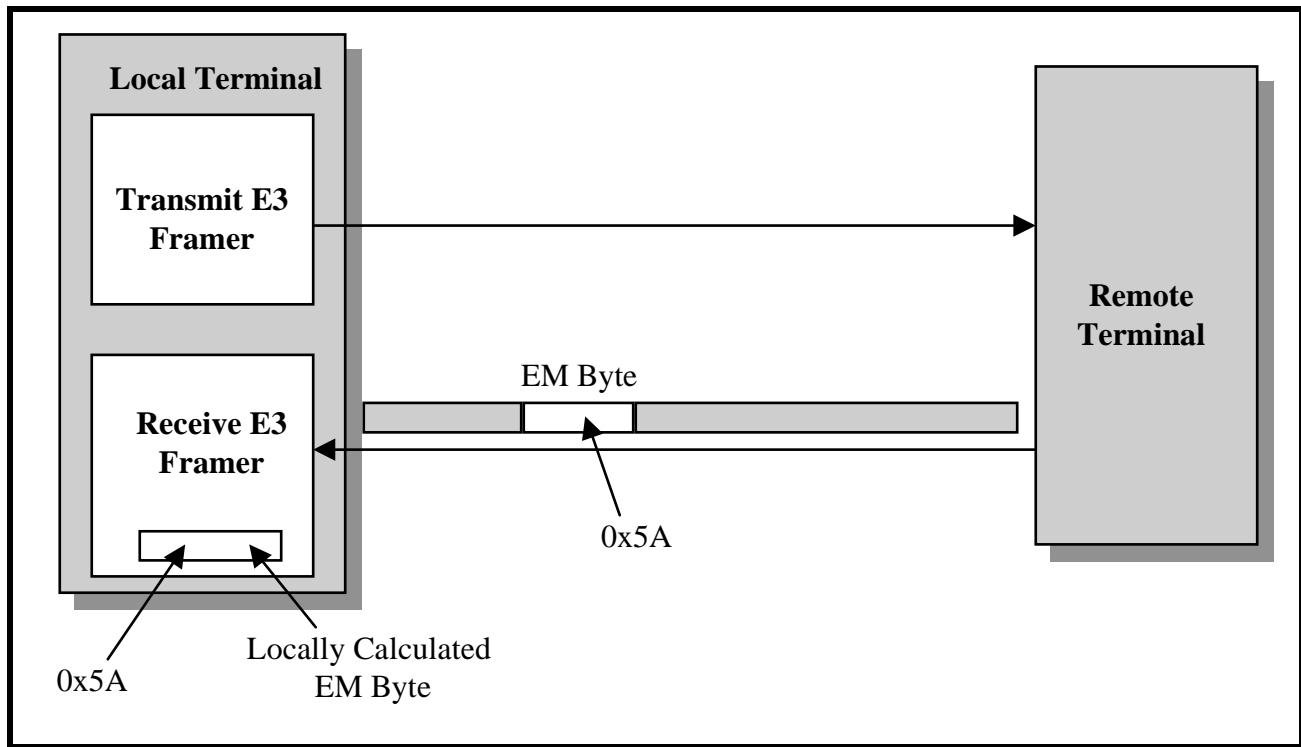 Local Terminal
Transmit E3
Framer
Remote
Terminal
EM Byte
Receive E3
Framer
0x5A
Locally Calculated
EM Byte
0x5A